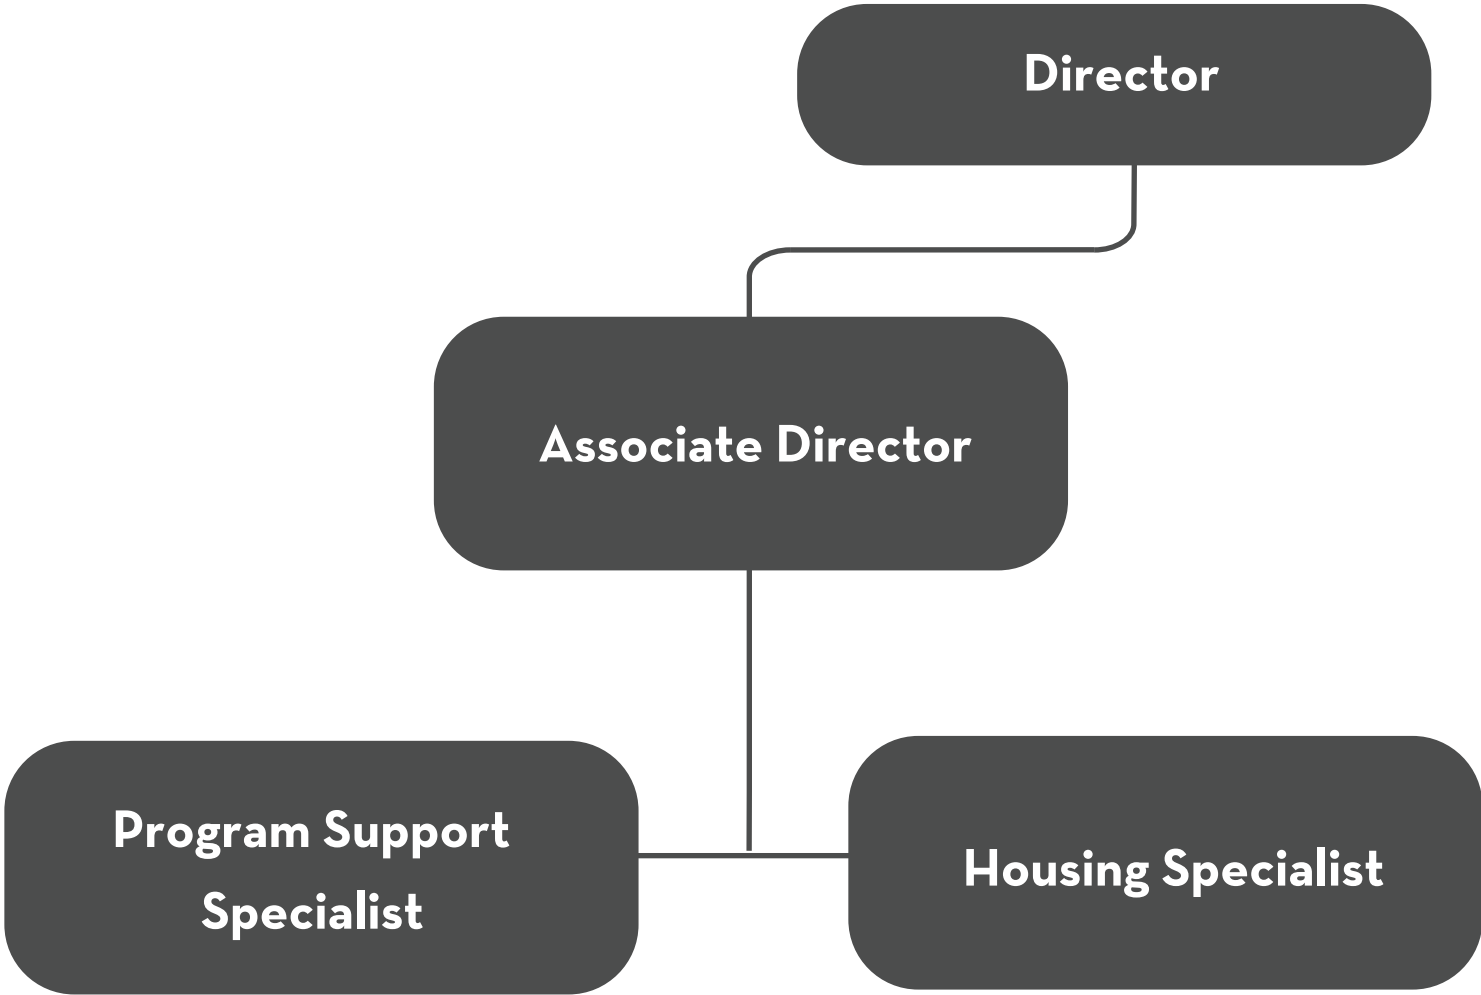 Director
Associate Director
Program Support
Specialist
Housing Specialist